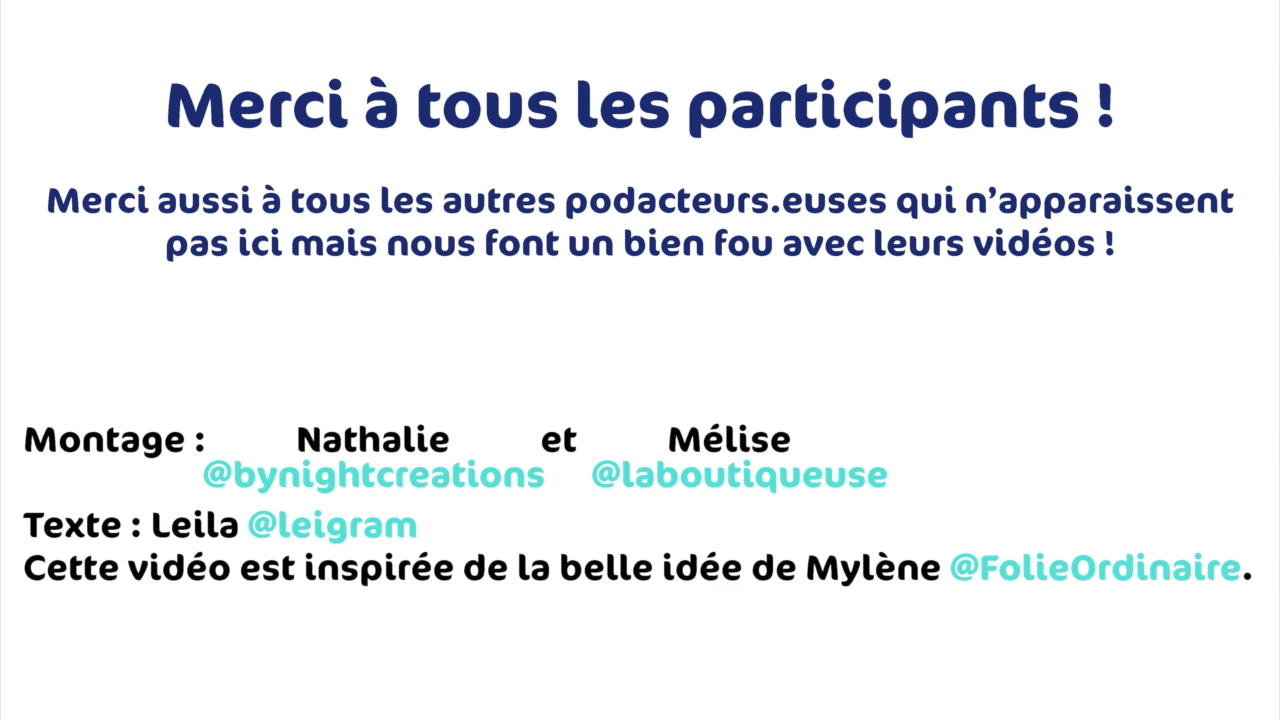 Merci à tous les participants !
Merci aussi à tous les autres podacteurs.euses qui n’apparaissent
pas ici mais nous font un bien fou avec leurs vidéos !
Montage : Nathalie et Mélise
@bynightcreations @laboutiqueuse
Texte : Leila @leigram
Cette vidéo est inspirée de la belle idée de Mylène @FolieOrdinaire.